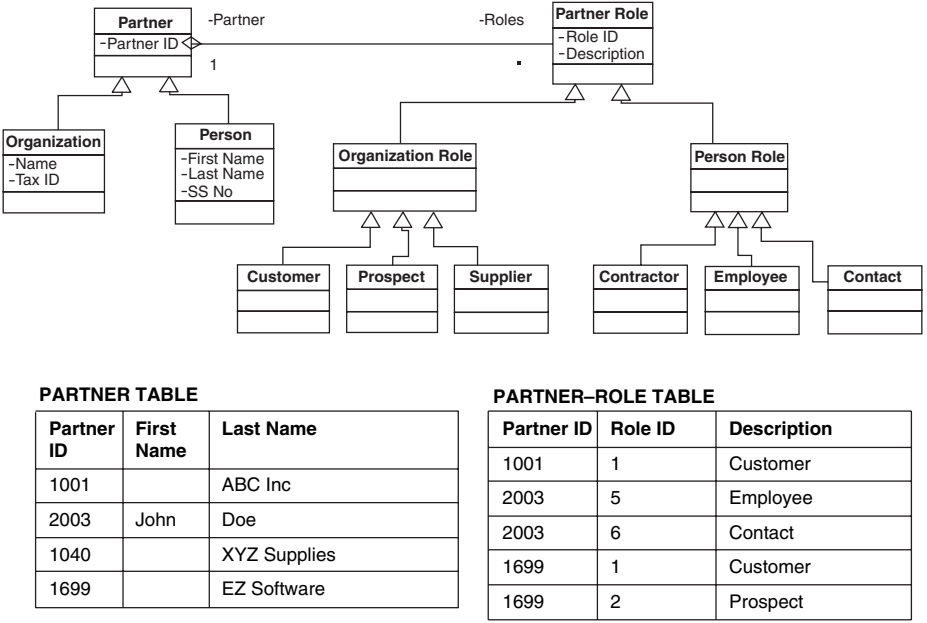 Partner
-Partner ID
-Partner
-Roles
1
Partner Role
-Role ID
-Description
Organization
-Name
-Tax ID
Person
-First Name
-Last Name
-SS No
Organization Role
Person Role
Customer
Prospect
Supplier
Contractor
Employee
Contact
PARTNER TABLE
Partner ID First Name Last Name
1001 ABC Inc
2003 John Doe
1040 XYZ Supplies
1699 EZ Software
PARTNER–ROLE TABLE
Partner ID Role ID Description
1001 1 Customer
2003 5 Employee
2003 6 Contact
1699 1 Customer
1699 2 Prospect